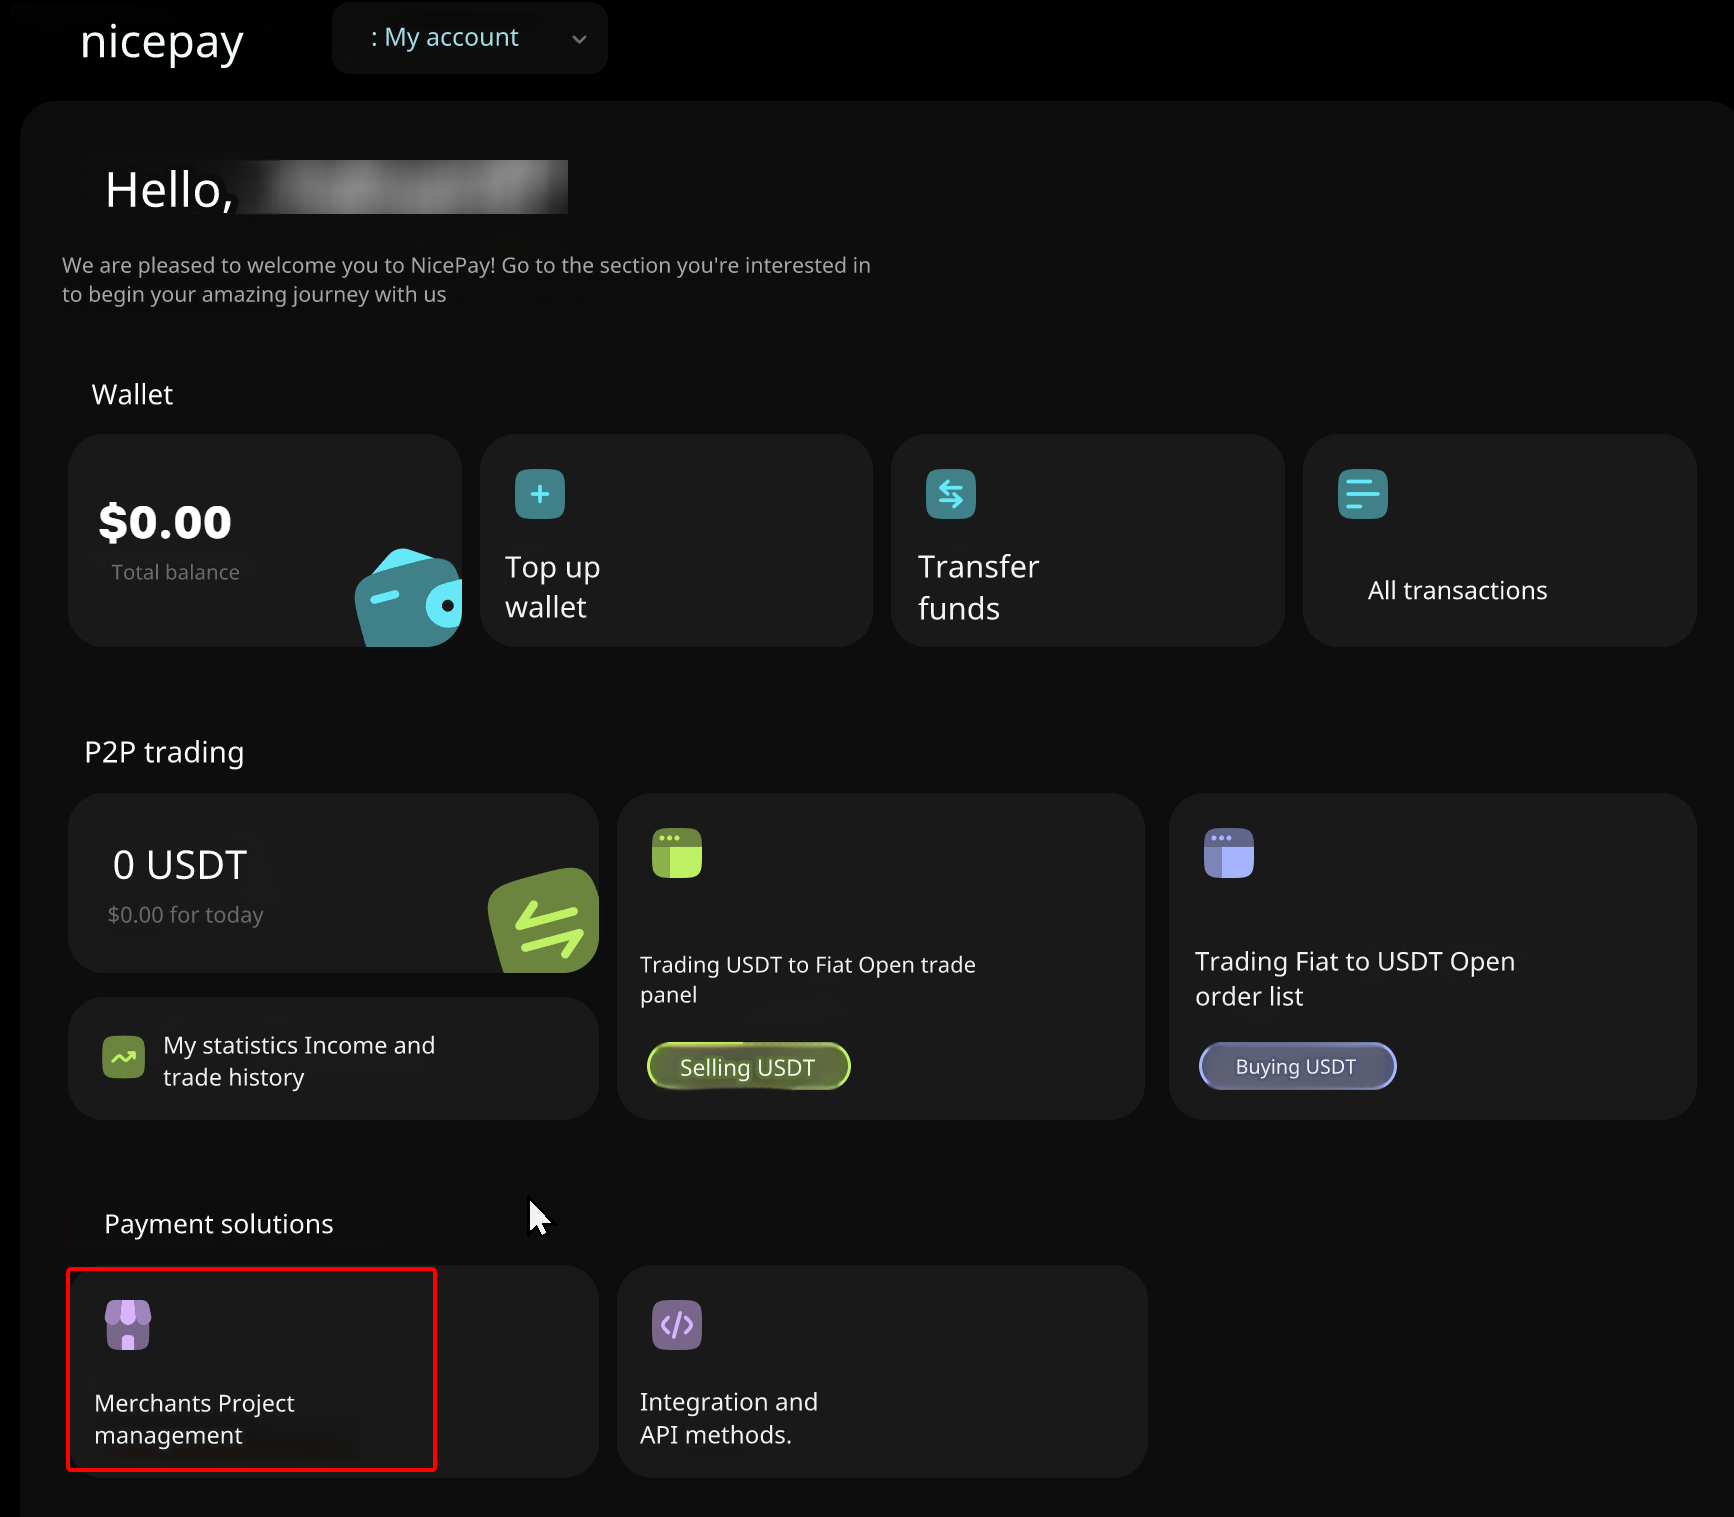 nicepay
: My account
Hello,
We are pleased to welcome you to NicePay! Go to the section you're interested in
to begin your amazing journey with us
Wallet
$0.00
Total balance
Top up
wallet
Transfer
funds
All transactions
P2P trading
0 USDT
$0.00 for today
My statistics Income and
trade history
Trading USDT to Fiat Open trade
panel
Selling USDT
Trading Fiat to USDT Open
order list
Buying USDT
Payment solutions
Merchants Project
management
Integration and
API methods.